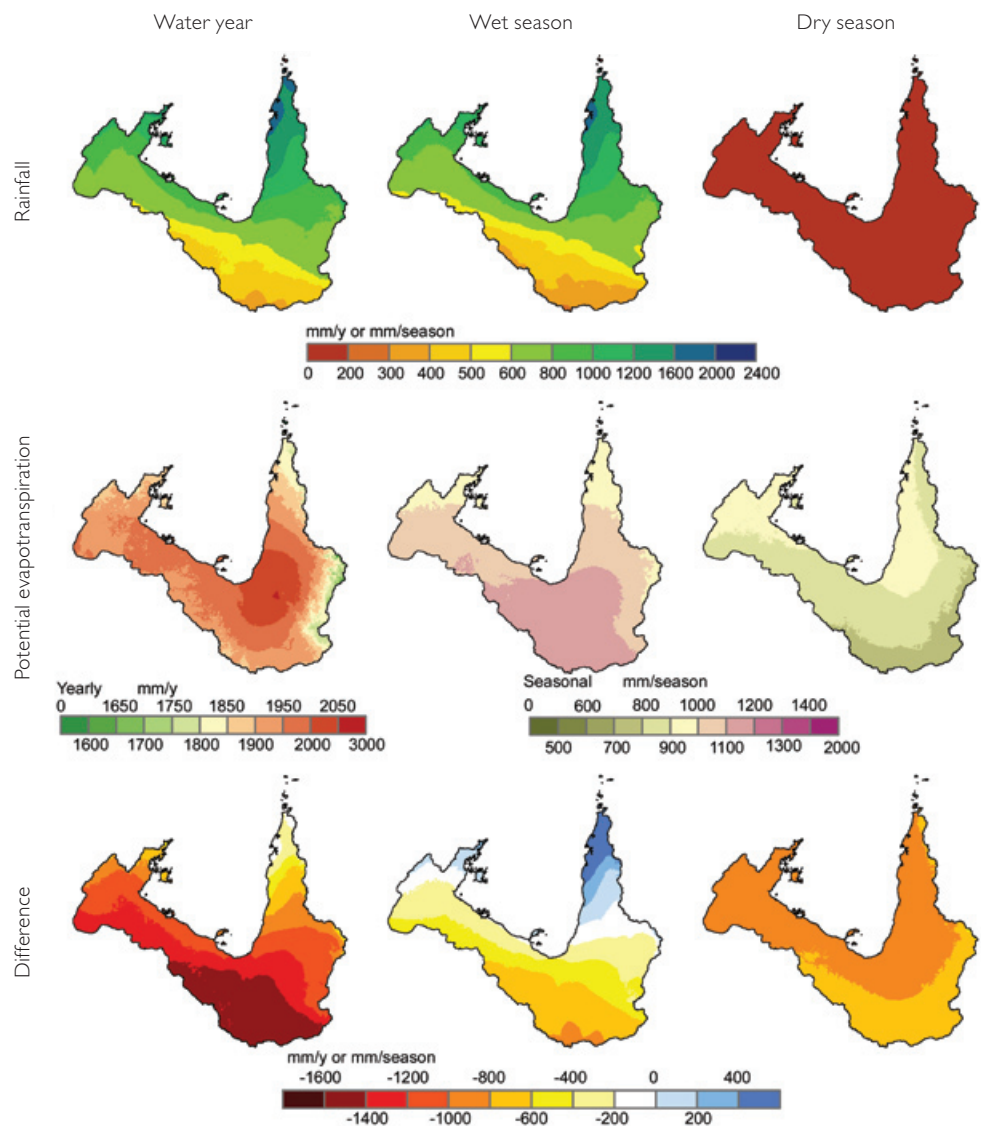 Water year Wet season Dry season
Rainfall
mm/y or mm/season
0 200 300 400 500 600 800 1000 1200 1600 2000 2400
Potential evapotranspiration
Yearly mm/y
0 1650 1750 1850 1950 2050
1600 1700 1800 1900 2000 3000
Seasonal mm/season
0 600 800 1000 1200 1400
500 700 900 1100 1300 2000
Difference
mm/y or mm/season
-1600 -1200 -800 -400 0 400
-1400 -1000 -600 -200 200